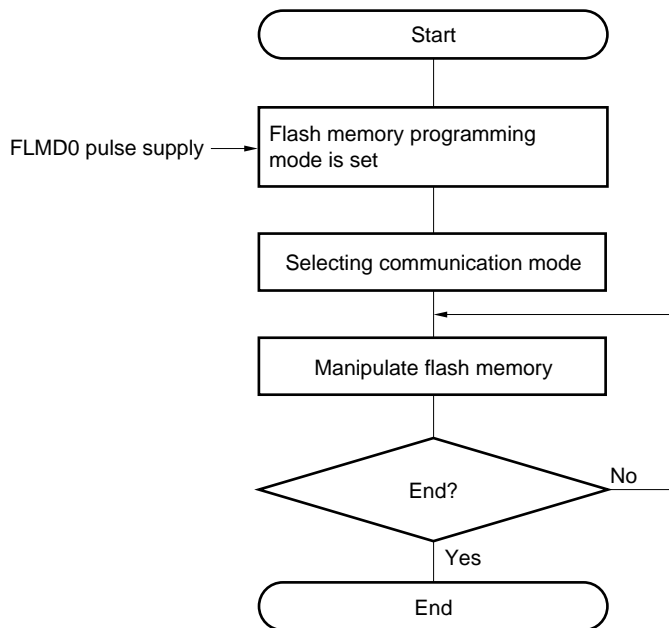 Start
FLMD0 pulse supply
Flash memory programming
mode is set
Selecting communication mode
Manipulate flash memory
End?
No
Yes
End